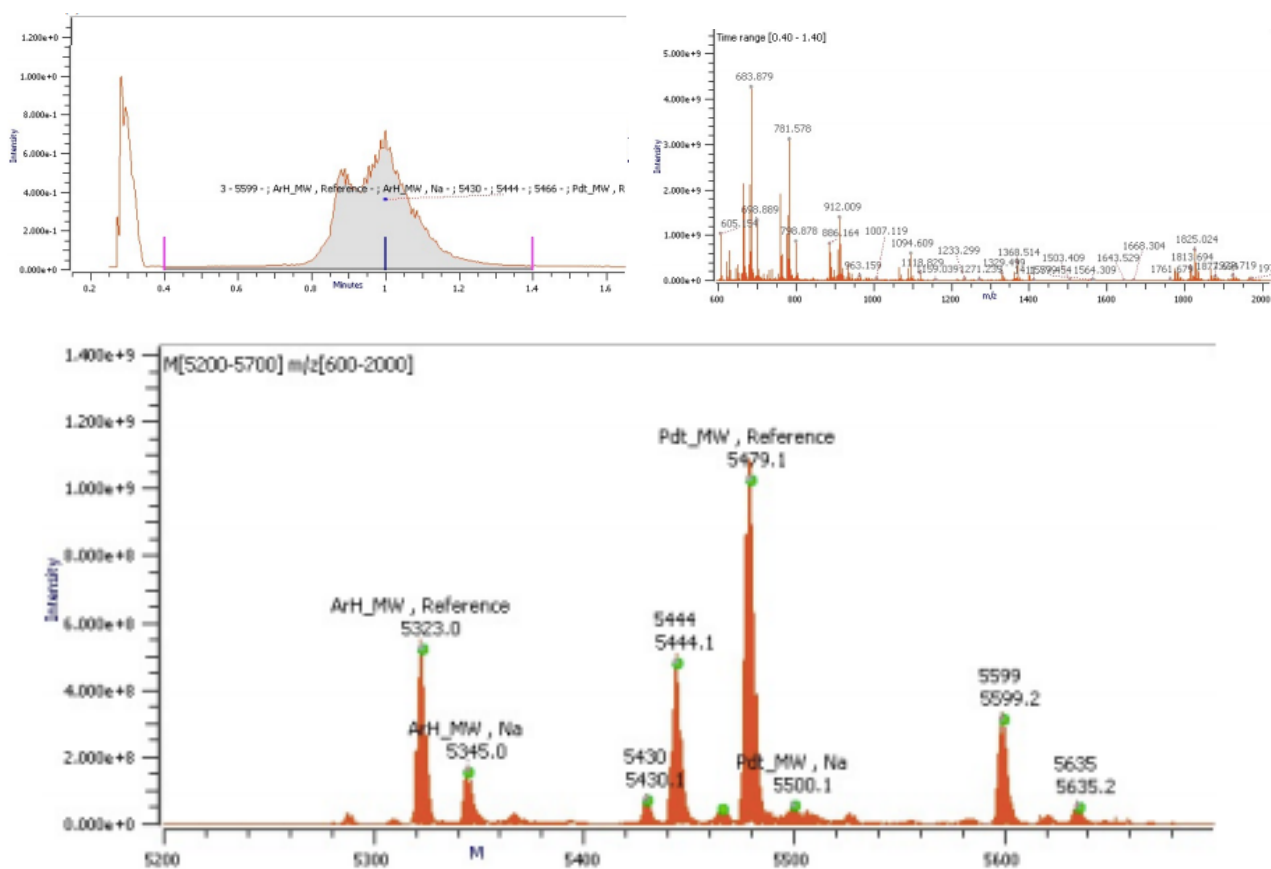 1.200e+0
1.000e+0
8.000e-1
6.000e-1
4.000e-1
2.000e-1
0.000e+0
Intensity
3 - 5599 - ; ArH_MW , Reference - ; ArH_MW , Na - ; 5430 - ; 5444 - ; 5466 - ; Pdt_MW , R
0.2 0.4 0.6 0.8 1.0 1.2 1.4 1.6
Minutes
Time range [0.40 - 1.40]
5.000e+9
4.000e+9
3.000e+9
2.000e+9
1.000e+9
0.000e+0
Intensity
683.879
781.578
698.889
912.009
798.878
886.164
1007.119
963.159
1094.609
1233.299
1368.514
1503.409
1564.309
1643.529
1668.304
1825.024
1813.694
600 800 1000 1200 1400 1600 1800 2000
m/z
M[5200-5700] m/z[600-2000]
1.400e+9
1.200e+9
1.000e+9
8.000e+8
6.000e+8
4.000e+8
2.000e+8
0.000e+0
Intensity
ArH_MW , Reference
5323.0
ArH_MW , Na
5345.0
5430
5430.1
5444
5444.1
Pdt_MW , Reference
5479.1
Pdt_MW , Na
5500.1
5599
5599.2
5635
5635.2
5200 5300 5400 5500 5600
M